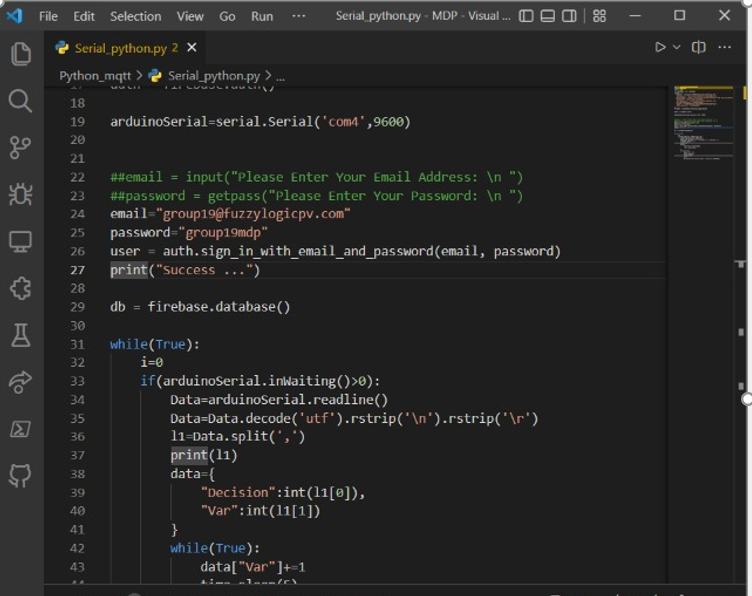 File Edit Selection View Go Run ... Serial_python.py - MDP - Visual ...
Serial_python.py 2
Python_mqtt > Serial_python.py > ...
18
19 arduinoSerial=serial.Serial('com4',9600)
20
21
22 ##email = input("Please Enter Your Email Address: \n ")
23 ##password = getpass("Please Enter Your Password: \n ")
24 email="group19@fuzzylogicpv.com"
25 password="group19mdp"
26 user = auth.sign_in_with_email_and_password(email, password)
27 print("Success ...")
28
29 db = firebase.database()
30
31 while(True):
32 i=0
33 if(arduinoSerial.inWaiting()>0):
34 Data=arduinoSerial.readline()
35 Data=Data.decode('utf').rstrip('\n').rstrip('\r')
36 l1=Data.split(',')
37 print(l1)
38 data={
39 "Decision":int(l1[0]),
40 "Var":int(l1[1])
41 }
42 while(True):
43 data["Var"]+=1